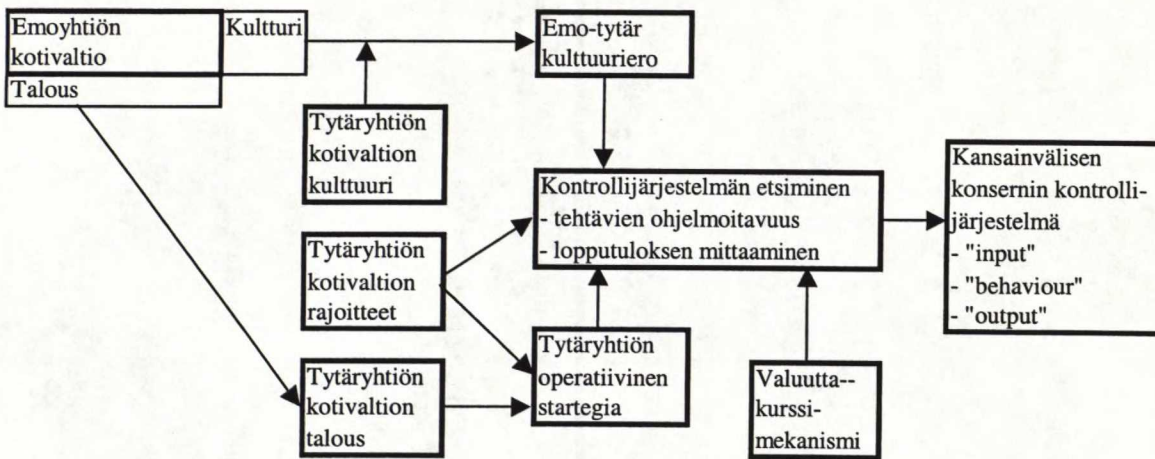 Emoyhtiön
kotivaltio
Kultturi
Talous
Emo-tytär
kulttuuriero
Tytäryhtiön
kotivaltion
kulttuuri
Kontrollijärjestelmän etsiminen
- tehtävien ohjelmoitavuus
- lopputuloksen mittaaminen
Kansainvälisen
konsernin kontrolli-
järjestelmä
- "input"
- "behaviour"
- "output"
Tytäryhtiön
kotivaltion
rajoitteet
Tytäryhtiön
operatiivinen
startegia
Tytäryhtiön
kotivaltion
talous
Valuutta--
kurssi-
mekanismi